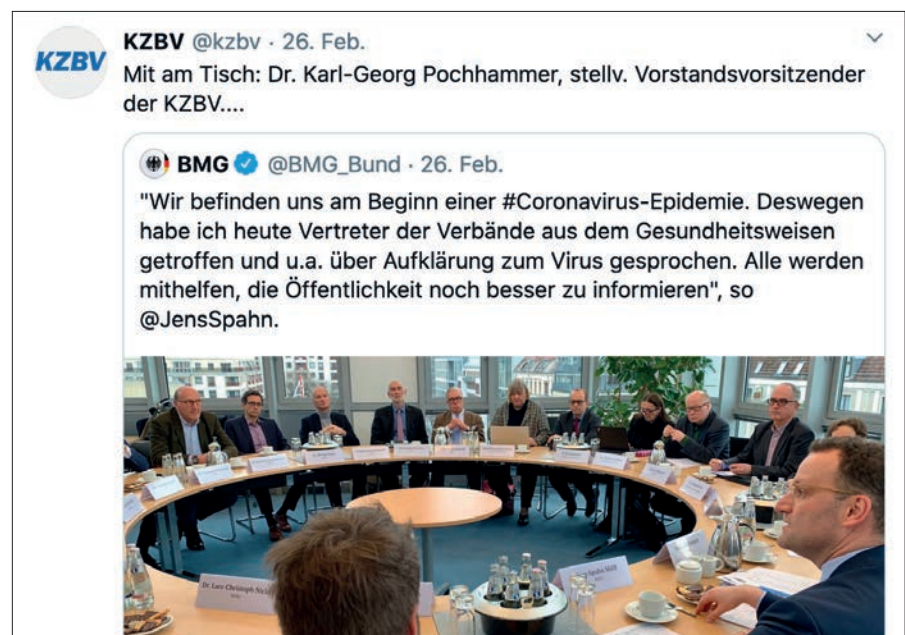 KZBV
KZBV @kzbv · 26. Feb.
Mit am Tisch: Dr. Karl-Georg Pochhammer, stellv. Vorstandsvorsitzender
der KZBV....
BMG @BMG_Bund · 26. Feb.
"Wir befinden uns am Beginn einer #Coronavirus-Epidemie. Deswegen
habe ich heute Vertreter der Verbände aus dem Gesundheitsweisen
getroffen und u.a. über Aufklärung zum Virus gesprochen. Alle werden
mithelfen, die Öffentlichkeit noch besser zu informieren", so
@JensSpahn.
Dr. Lars-Christoph
Spahn MdB